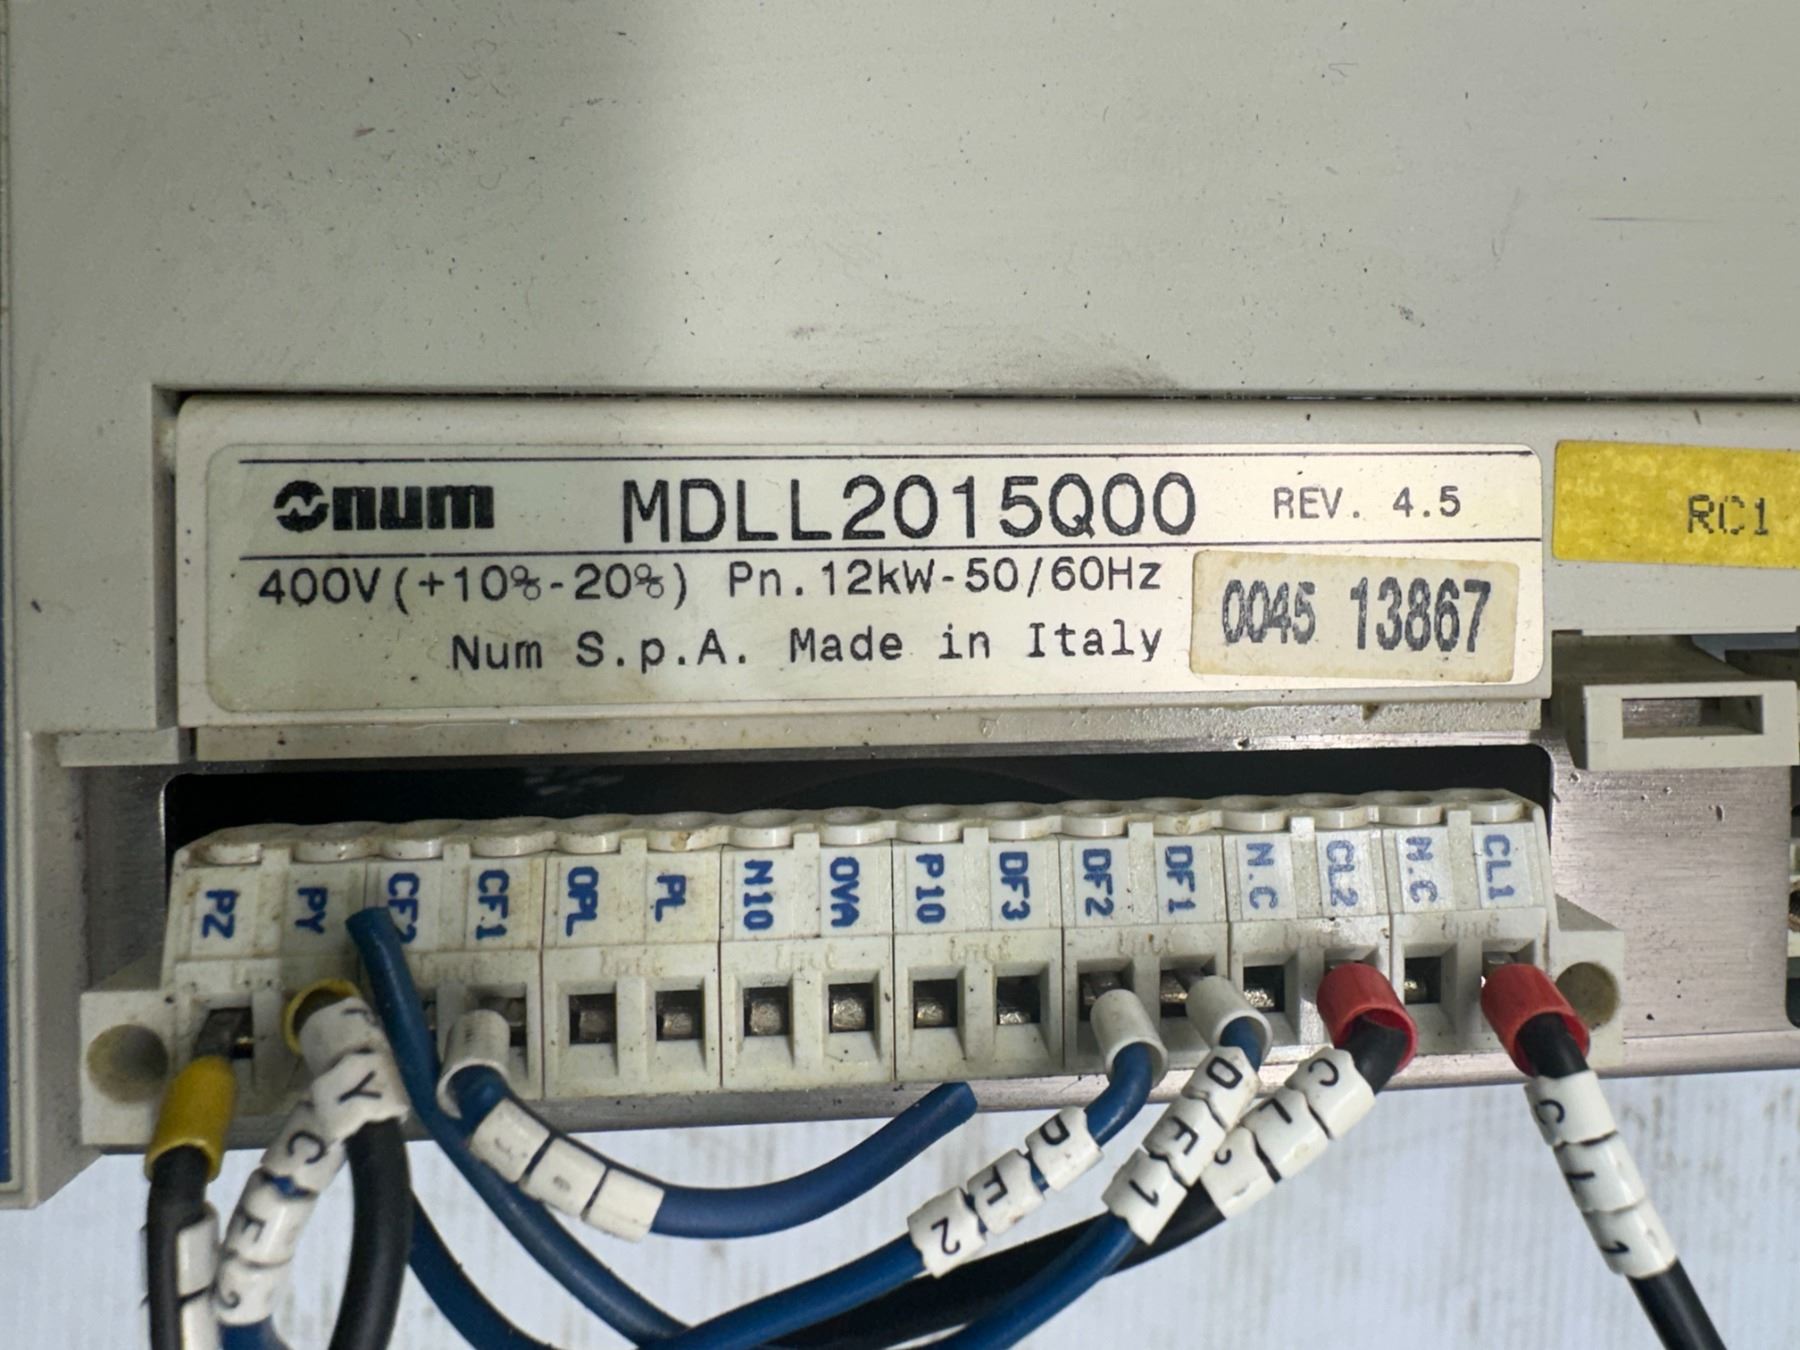 num MDLL2015Q00 REV. 4.5
RC1
400V(+10%-20%) Pn.12kW-50/60Hz
0045 13867
Num S.p.A. Made in Italy
PZ PY CF2 CF1 OPL PL N10 OVA P10 DF3 DF2 DF1 N.C CL2 N.C CL1
Y
DF2
DF1
CL2
CL1